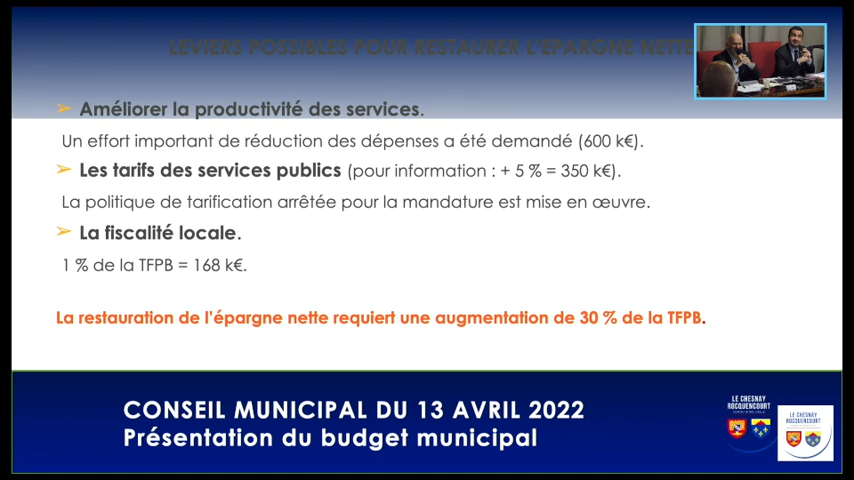 LEVIERS POSSIBLES POUR RESTAURER L'EPARGNE NETTE
➢ Améliorer la productivité des services.
Un effort important de réduction des dépenses a été demandé (600 k€).
➢ Les tarifs des services publics (pour information : + 5 % = 350 k€).
La politique de tarification arrêtée pour la mandature est mise en œuvre.
➢ La fiscalité locale.
1 % de la TFPB = 168 k€.
La restauration de l'épargne nette requiert une augmentation de 30 % de la TFPB.
CONSEIL MUNICIPAL DU 13 AVRIL 2022
Présentation du budget municipal
LE CHESNAY
ROCQUENCOURT
LE CHESNAY
ROCQUENCOURT